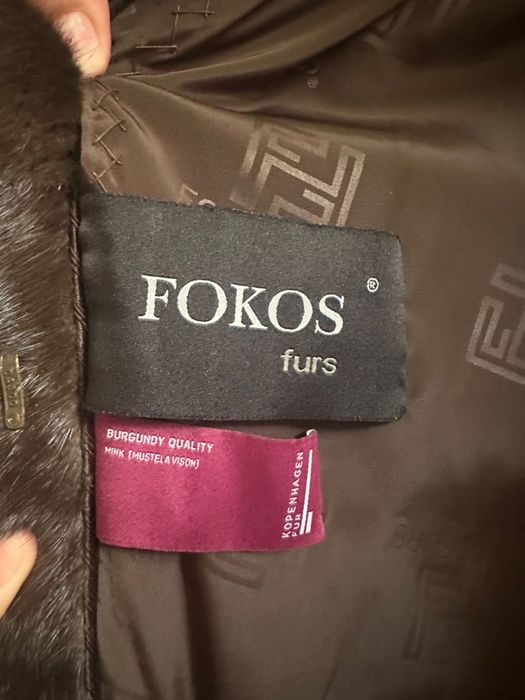 FOKOS ®
furs
BURGUNDY QUALITY
MINK (MUSTELA VISON)
KOPENHAGEN
FUR